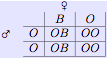 ♀
B O
♂ O OB OO
O OB OO